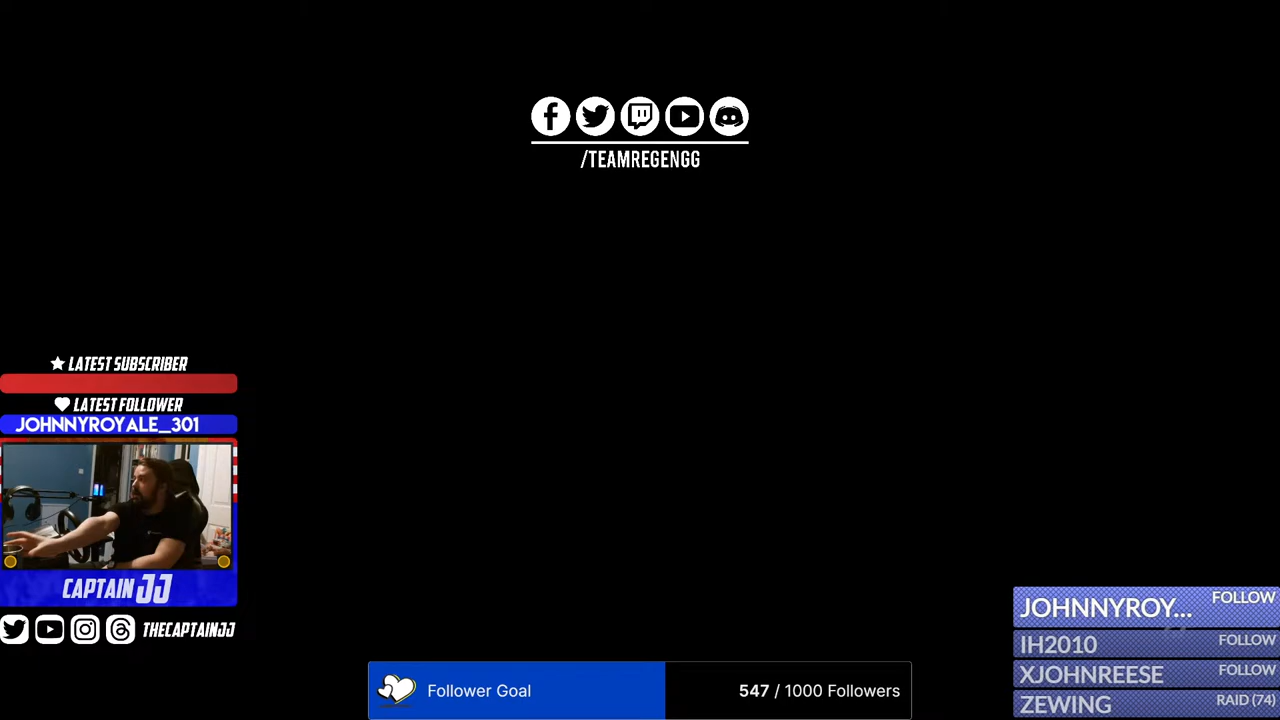 /TEAMREGENGG
LATEST SUBSCRIBER
LATEST FOLLOWER
JOHNNYROYALE_301
CAPTAIN JJ
THECAPTAINJJ
Follower Goal
547 / 1000 Followers
JOHNNYROY... FOLLOW
IH2010 FOLLOW
XJOHNREESE FOLLOW
ZEWING RAID (74)